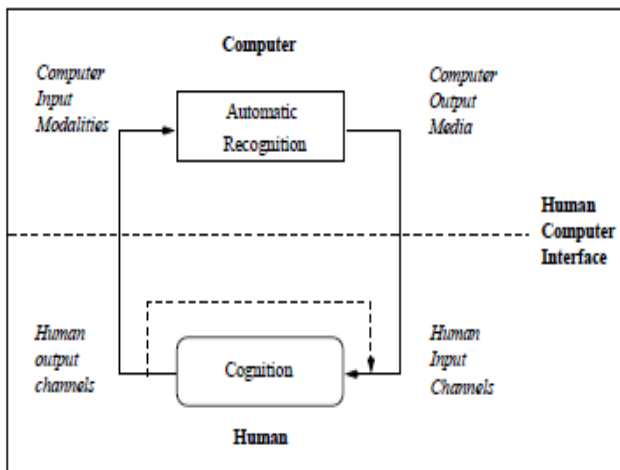 Computer
Computer
Input
Modalities
Computer
Output
Media
Automatic
Recognition
Human
Computer
Interface
Human
output
channels
Cognition
Human
Input
Channels
Human